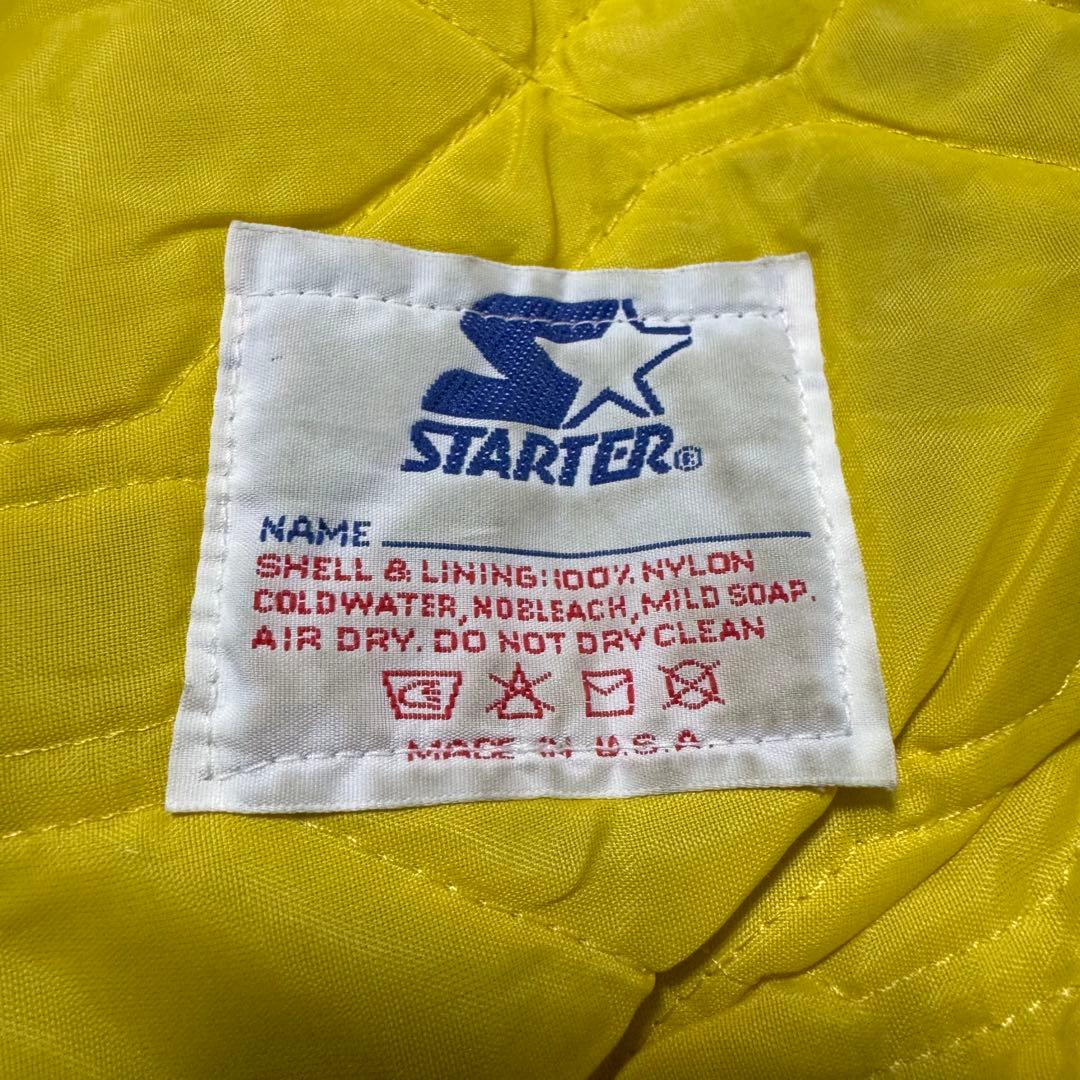 STARTER®
NAME
SHELL & LINING:100% NYLON
COLDWATER, NOBLEACH, MILD SOAP.
AIR DRY. DO NOT DRY CLEAN
MADE IN U.S.A.